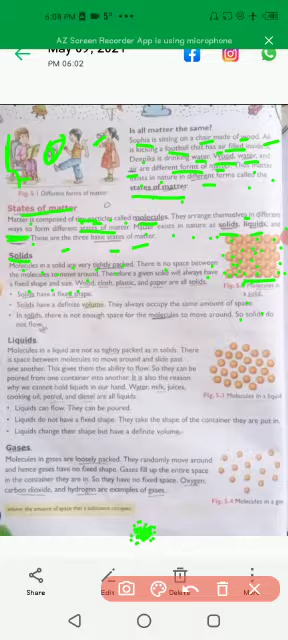 6:08 PM 5° •••
AZ Screen Recorder App is using microphone
May 09, 2021
PM 06:02
Is all matter the same?
Sophia is sitting on a chair made of wood.
is kicking a football that has air filled inside.
Deepika is drinking water. Wood, water, and
air are different forms of matter.
exists in nature in different forms called the
states of matter.
Fig. 5.1 Different forms of matter
States of matter
Matter is composed of tiny particles called molecules. They arrange themselves in different
ways to form different states of matter. Matter exists in nature as solids, liquids, and
These are the three basic states of matter.
Solids
Molecules in a solid are very tightly packed. There is no space between
the molecules to move around. Therefore a given solid will always have
a fixed shape and size. Wood, cloth, plastic, and paper are all solids.
Molecules in
a solid
• Solids have a fixed shape.
• Solids have a definite volume. They always occupy the same amount of space.
• In solids, there is not enough space for the molecules to move around. So solids do
not flow.
Liquids
Molecules in a liquid are not as tightly packed as in solids. There
is space between molecules to move around and skid past
one another. This gives them the ability to flow. So they can
be poured from one container into another. It is also the reason
why we cannot hold liquids in our hand. Water, milk, juices,
cooking oil, petrol, and diesel are all liquids.
Fig. 5.3 Molecules in a liquid
• Liquids can flow. They can be poured.
• Liquids do not have a fixed shape. They take the shape of the container they are put in.
• Liquids change their shape but have a definite volume.
Gases
Molecules in gases are loosely packed. They randomly move around
and hence gases have no fixed shape. Gases fill up the entire space
in the container they are in. So they have no fixed space. Oxygen,
carbon dioxide, and hydrogen are examples of gases.
Fig. 5.4 Molecules in a gas
volume: the amount of space that a substance occupies
Share
Edit
Delete
More